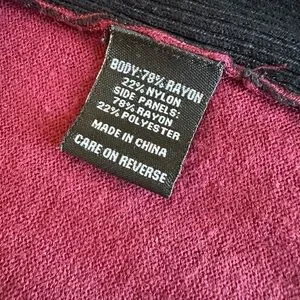 BODY: 78% RAYON
22% NYLON
SIDE PANELS:
78% RAYON
22% POLYESTER
MADE IN CHINA
CARE ON REVERSE